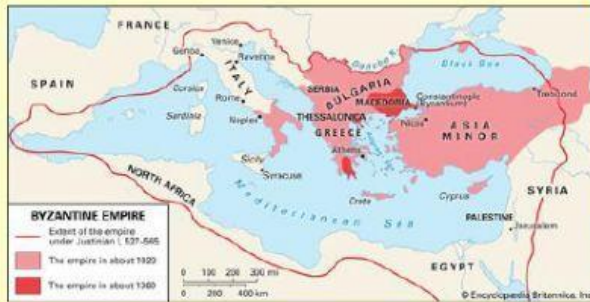 FRANCE
Venice
Genoa
Ravenna
Danube R.
Black Sea
SPAIN
ITALY
Corsica
SERBIA
BULGARIA
Rome
MACEDONIA
Constantinople
(Byzantium)
Trebizond
Sardinia
Naples
THESSALONICA
Nicaea
ASIA
MINOR
GREECE
Athens
Sicily
Syracuse
NORTH AFRICA
Mediterranean Sea
Crete
Cyprus
SYRIA
PALESTINE
Jerusalem
EGYPT
BYZANTINE EMPIRE
Extent of the empire
under Justinian I, 527-565
The empire in about 1020
The empire in about 1360
0 100 200 300 mi
0 200 400 km
© Encyclopædia Britannica, Inc.